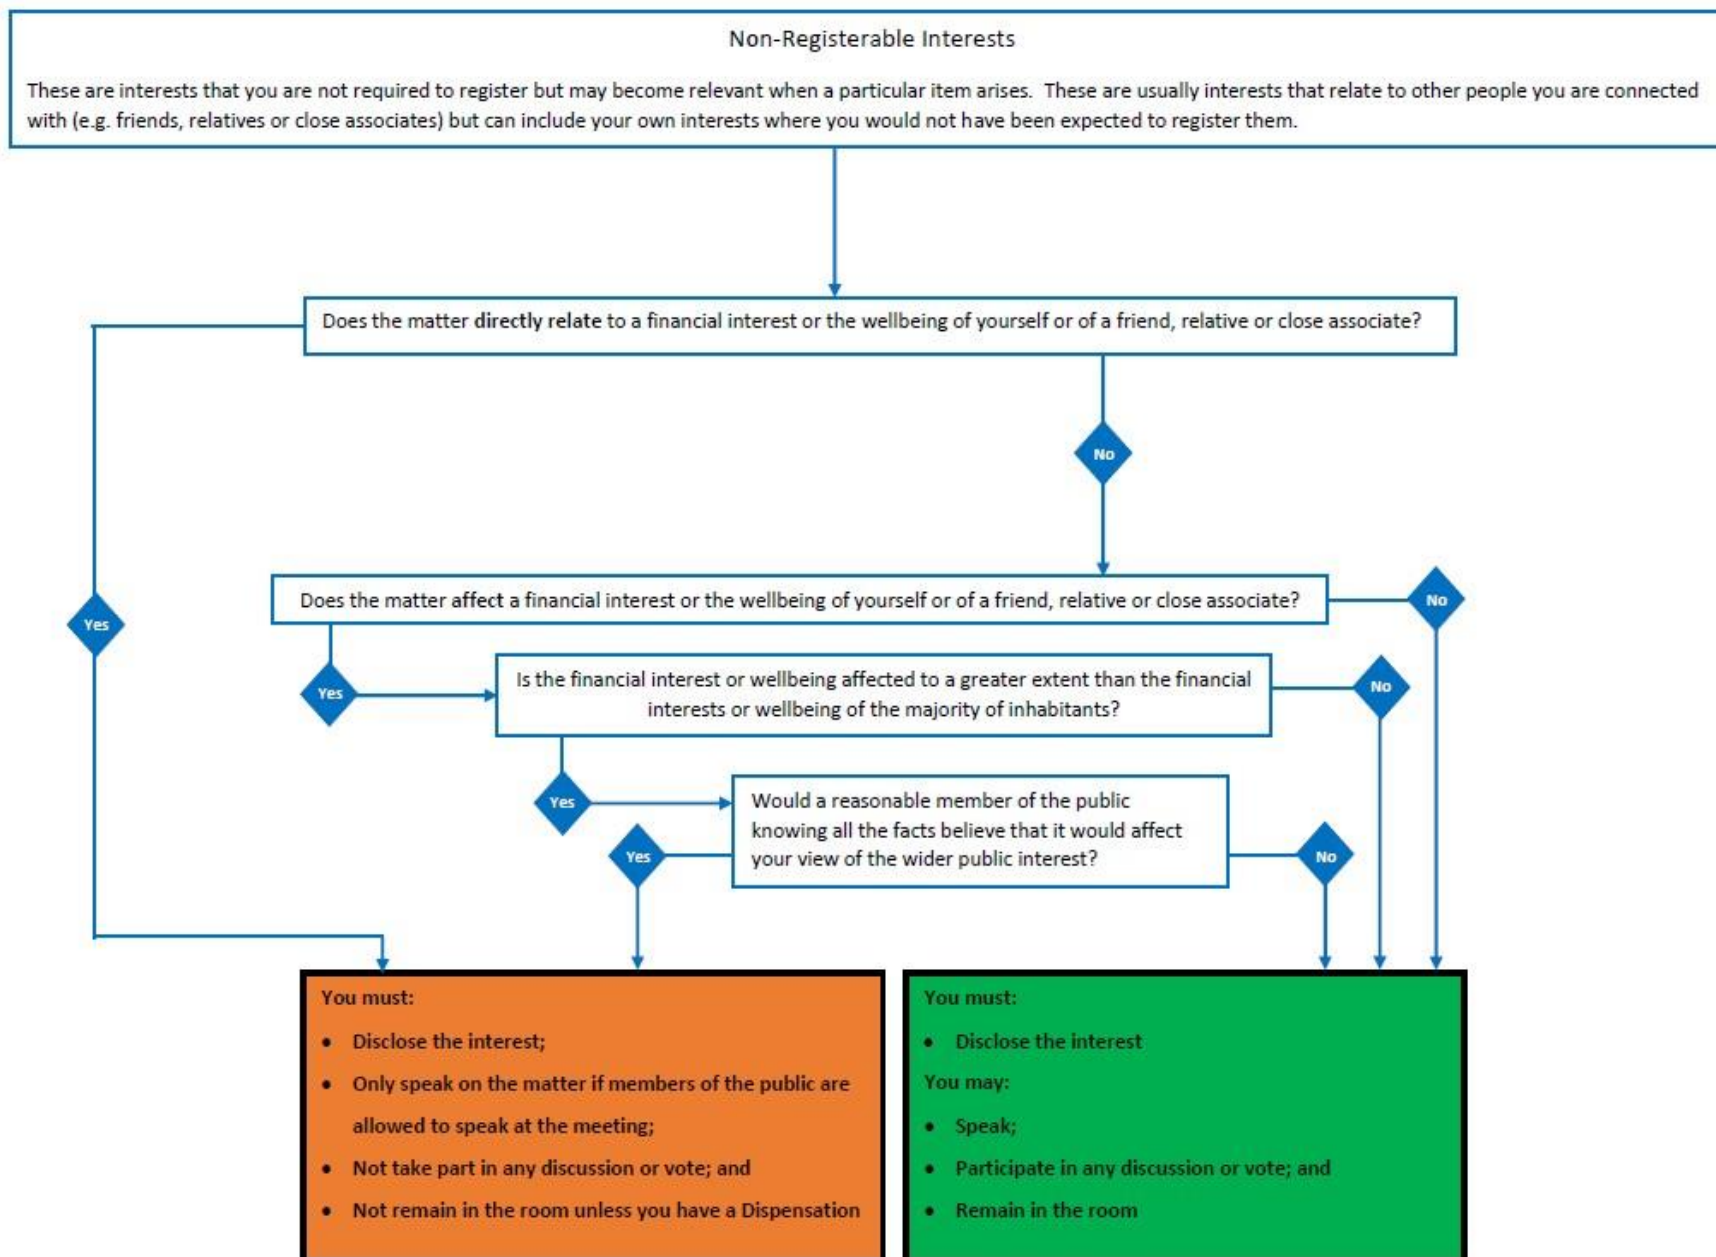 Non-Registerable Interests
These are interests that you are not required to register but may become relevant when a particular item arises.  These are usually interests that relate to other people you are connected
with (e.g. friends, relatives or close associates) but can include your own interests where you would not have been expected to register them.
Does the matter directly relate to a financial interest or the wellbeing of yourself or of a friend, relative or close associate?
No
Does the matter affect a financial interest or the wellbeing of yourself or of a friend, relative or close associate?
No
Yes
Yes
Is the financial interest or wellbeing affected to a greater extent than the financial
interests or wellbeing of the majority of inhabitants?
No
Yes
Would a reasonable member of the public
knowing all the facts believe that it would affect
your view of the wider public interest?
Yes
No
You must:
• Disclose the interest;
• Only speak on the matter if members of the public are
allowed to speak at the meeting;
• Not take part in any discussion or vote; and
• Not remain in the room unless you have a Dispensation
You must:
• Disclose the interest
You may:
• Speak;
• Participate in any discussion or vote; and
• Remain in the room